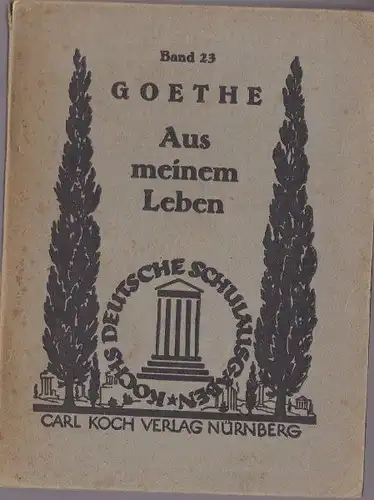 Band 23
GOETHE
Aus
meinem
Leben
KOCHS DEUTSCHE SCHULAUSGABEN
CARL KOCH VERLAG NÜRNBERG